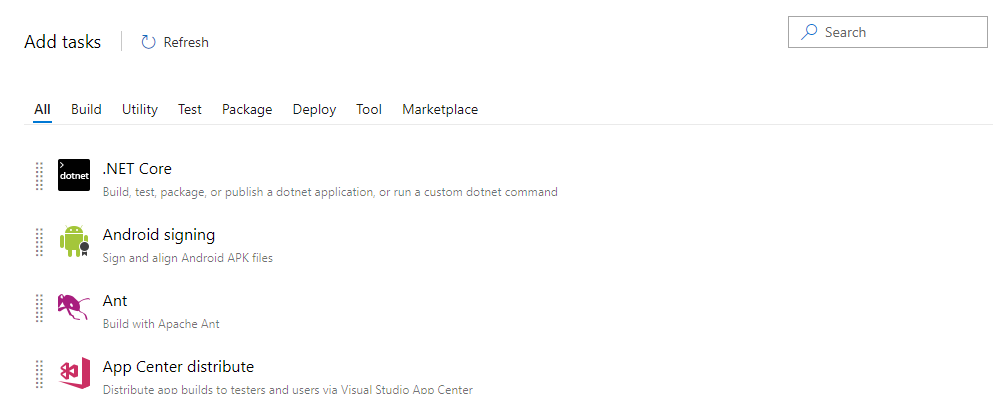 Add tasks
Refresh
Search
All
Build
Utility
Test
Package
Deploy
Tool
Marketplace
>
dotnet
.NET Core
Build, test, package, or publish a dotnet application, or run a custom dotnet command
Android signing
Sign and align Android APK files
Ant
Build with Apache Ant
App Center distribute
Distribute app builds to testers and users via Visual Studio App Center